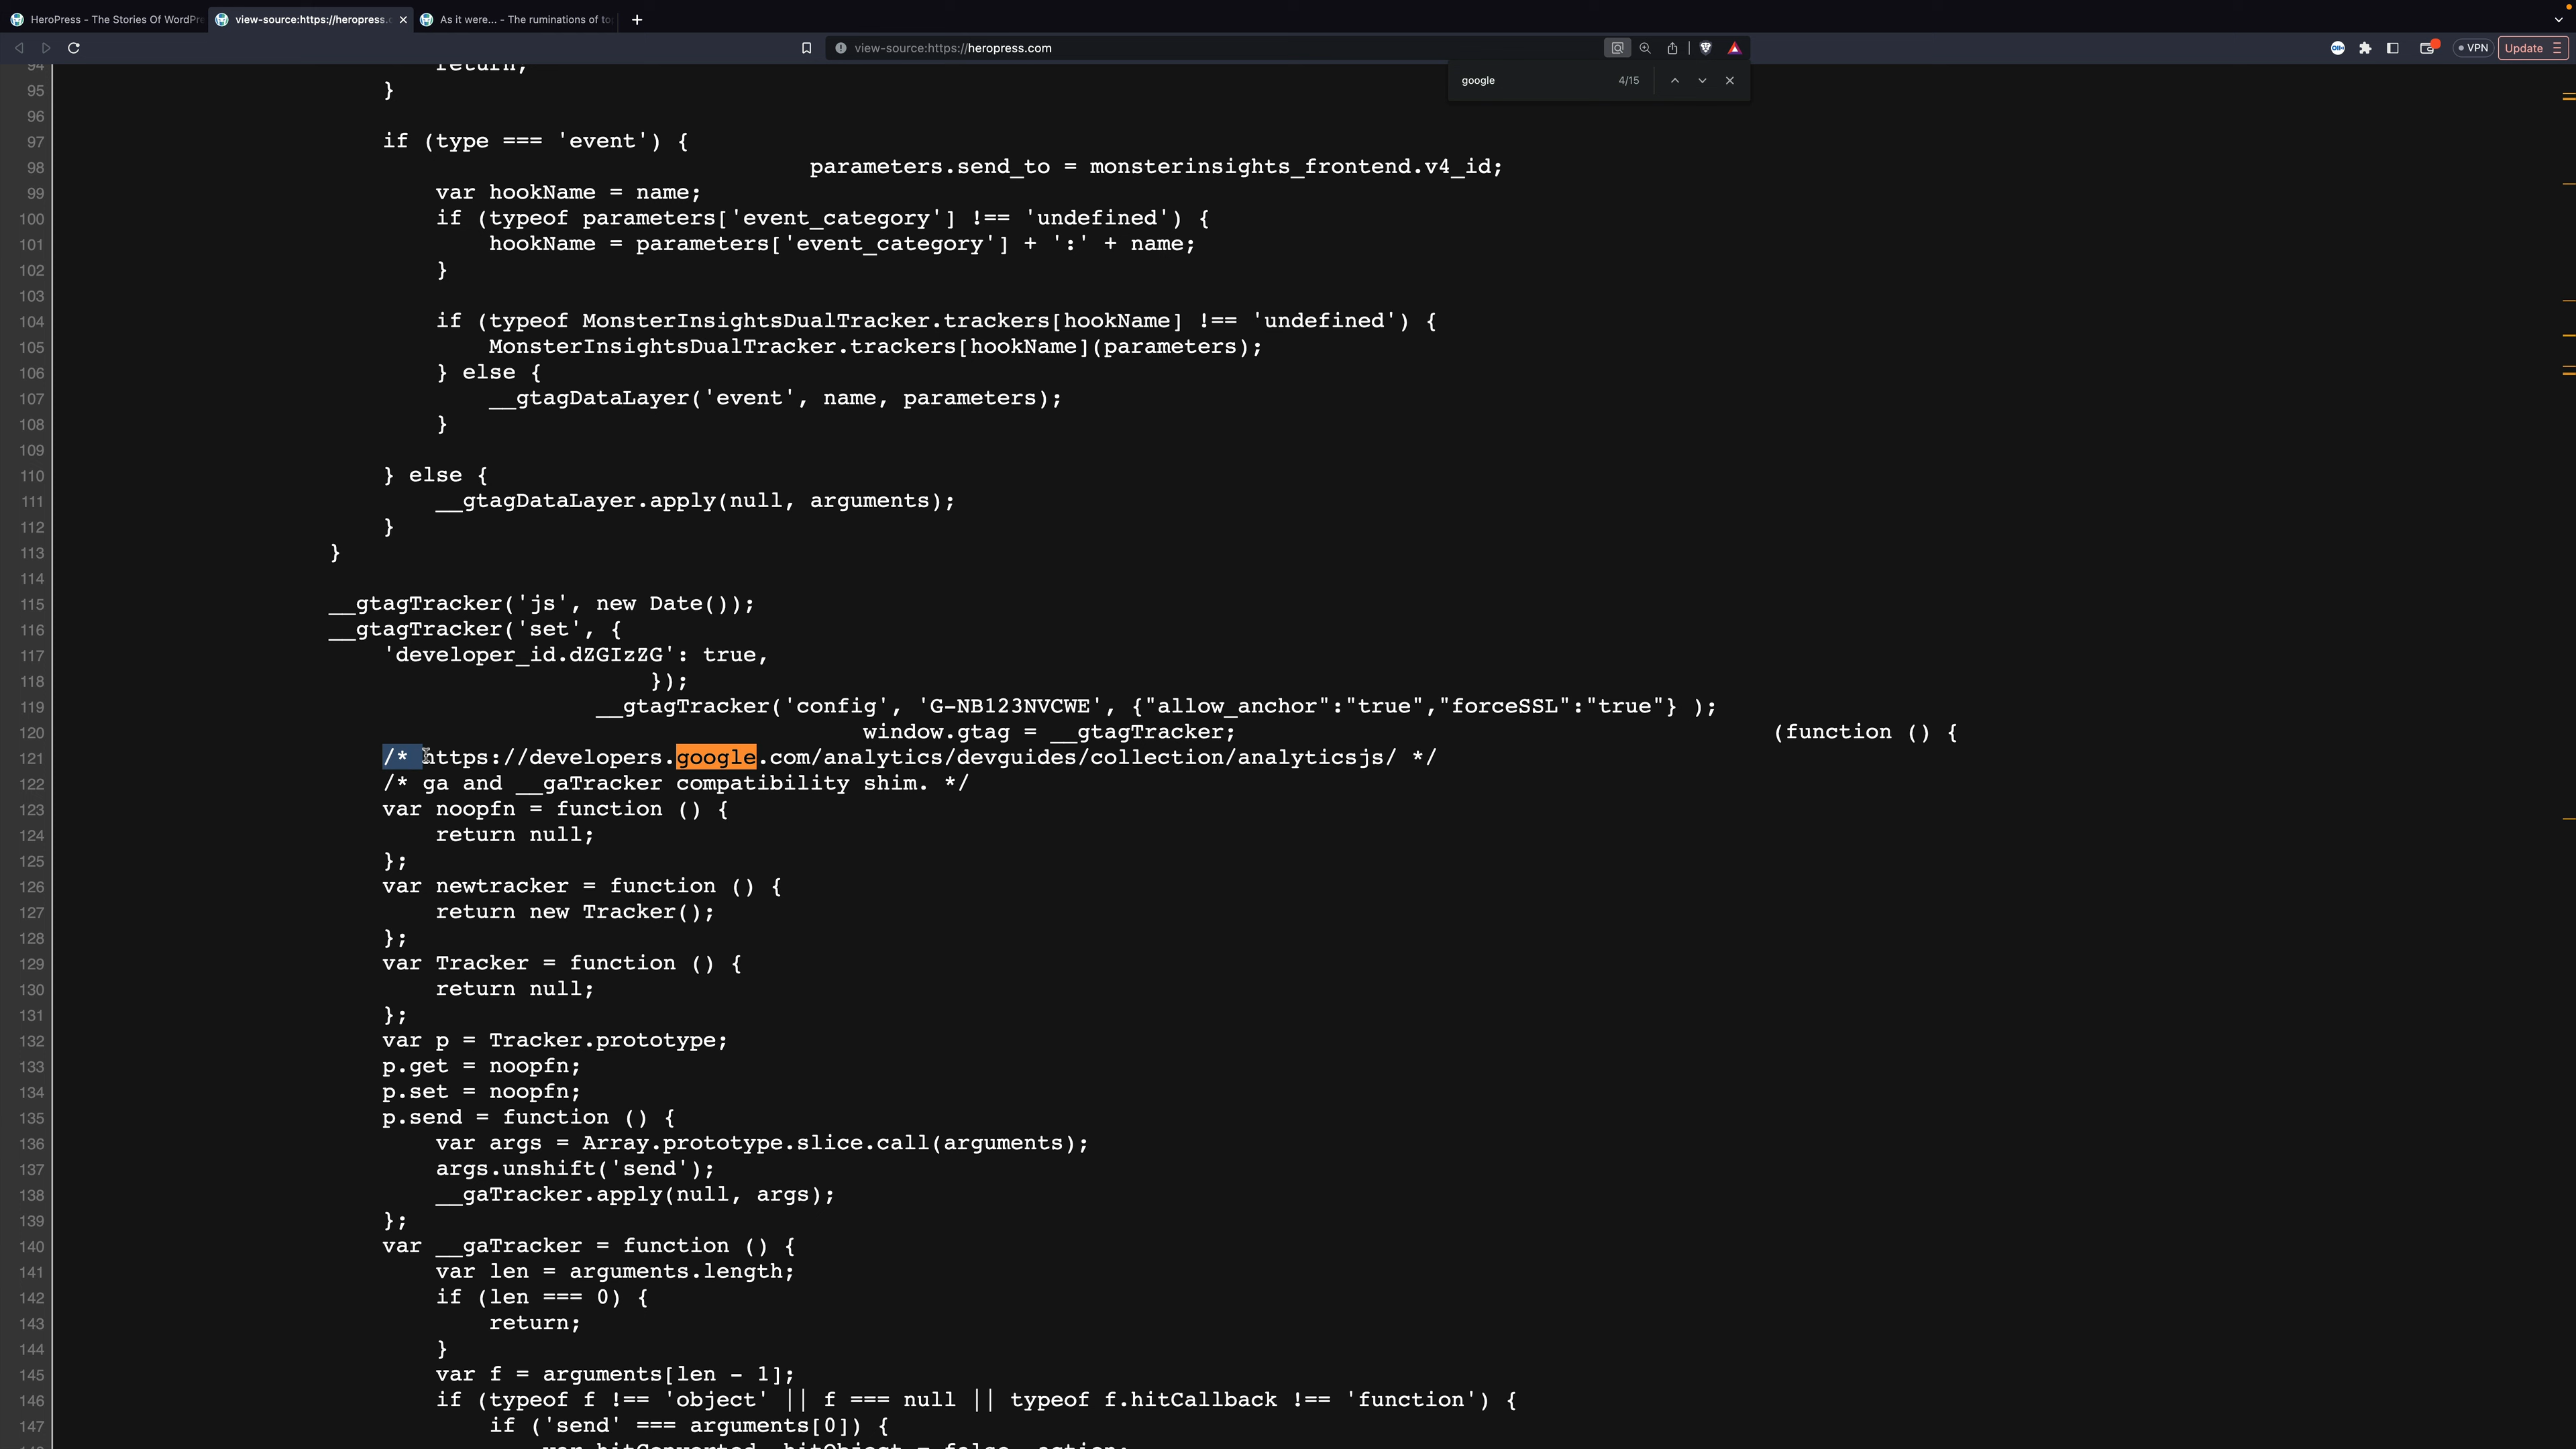 HeroPress - The Stories Of WordPre
view-source:https://heropress.c
As it were... - The ruminations of to
view-source:https://heropress.com
VPN
Update
google 4/15
94 return;
95 }
96
97 if (type === 'event') {
98 parameters.send_to = monsterinsights_frontend.v4_id;
99 var hookName = name;
100 if (typeof parameters['event_category'] !== 'undefined') {
101 hookName = parameters['event_category'] + ':' + name;
102 }
103
104 if (typeof MonsterInsightsDualTracker.trackers[hookName] !== 'undefined') {
105 MonsterInsightsDualTracker.trackers[hookName](parameters);
106 } else {
107 __gtagDataLayer('event', name, parameters);
108 }
109
110 } else {
111 __gtagDataLayer.apply(null, arguments);
112 }
113 }
114
115 __gtagTracker('js', new Date());
116 __gtagTracker('set', {
117 'developer_id.dZGIzZG': true,
118 });
119 __gtagTracker('config', 'G-NB123NVCWE', {"allow_anchor":"true","forceSSL":"true"} );
120 window.gtag = __gtagTracker; (function () {
121 /* https://developers.google.com/analytics/devguides/collection/analyticsjs/ */
122 /* ga and __gaTracker compatibility shim. */
123 var noopfn = function () {
124 return null;
125 };
126 var newtracker = function () {
127 return new Tracker();
128 };
129 var Tracker = function () {
130 return null;
131 };
132 var p = Tracker.prototype;
133 p.get = noopfn;
134 p.set = noopfn;
135 p.send = function () {
136 var args = Array.prototype.slice.call(arguments);
137 args.unshift('send');
138 __gaTracker.apply(null, args);
139 };
140 var __gaTracker = function () {
141 var len = arguments.length;
142 if (len === 0) {
143 return;
144 }
145 var f = arguments[len - 1];
146 if (typeof f !== 'object' || f === null || typeof f.hitCallback !== 'function') {
147 if ('send' === arguments[0]) {
var hitConverted, hitObject = false, action;